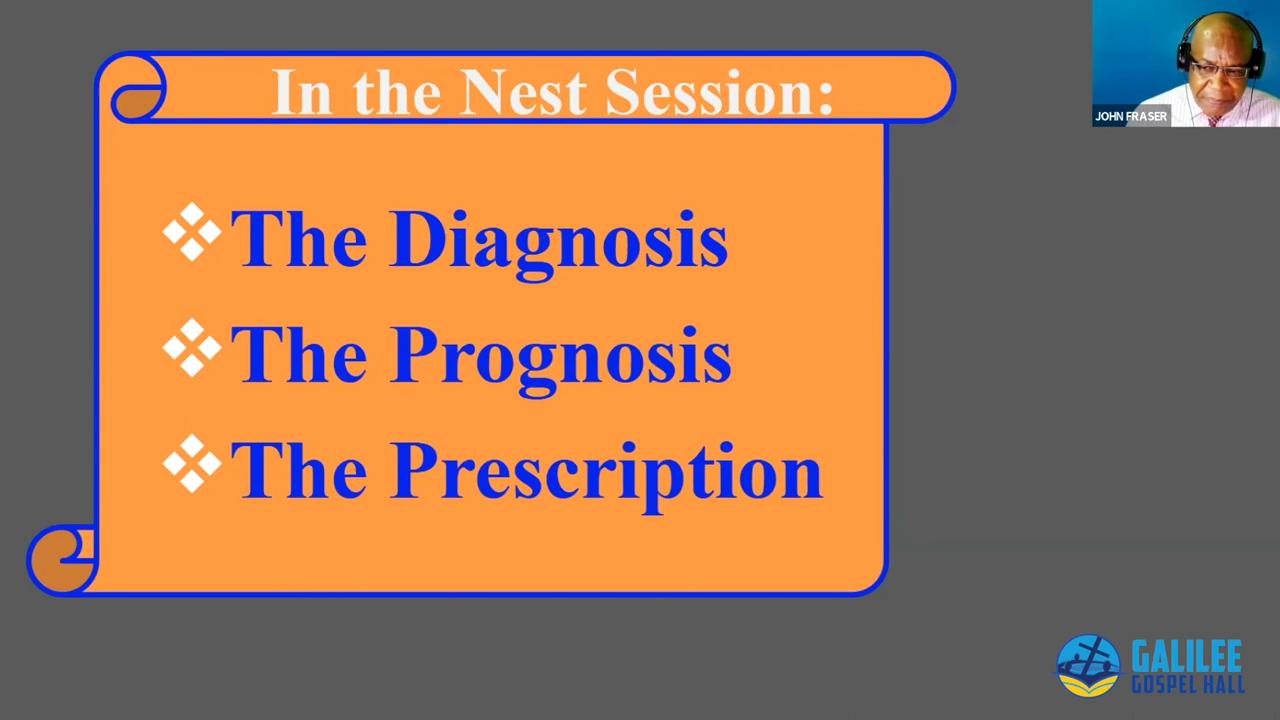 In the Nest Session:
JOHN FRASER
The Diagnosis
The Prognosis
The Prescription
GALILEE
GOSPEL HALL